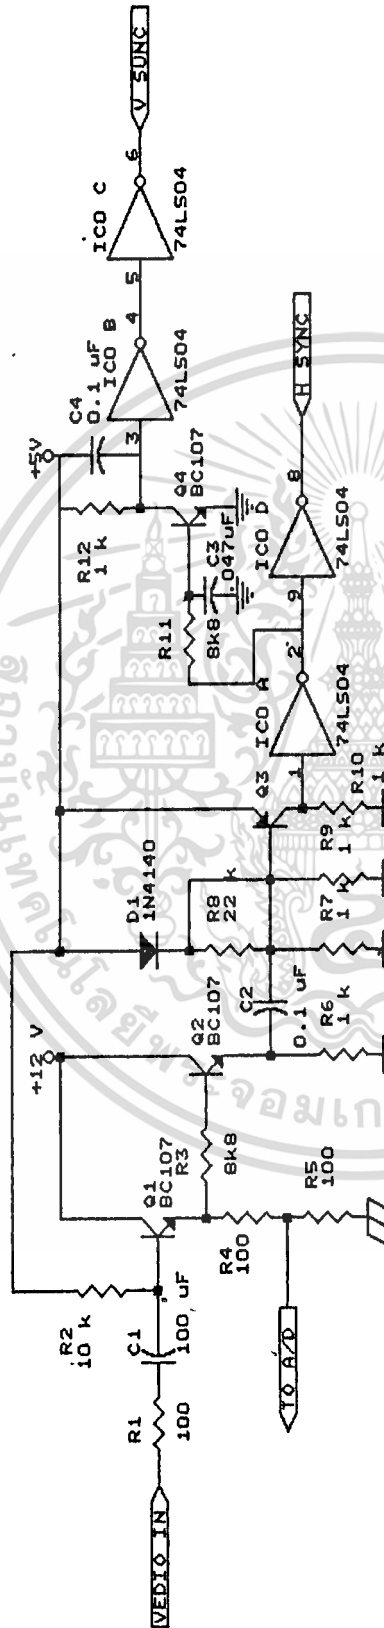 VEDIO IN
R1
100
C1
100 uF
R2
10 k
Q1
BC107
R3
8k8
R4
100
R5
100
TO A/D
+12 V
Q2
BC107
C2
0.1 uF
R6
1 k
D1
1N4140
R8
22 k
R7
1 k
R9
1 k
Q3
R10
1 k
ICO A
1
2
74LS04
R11
8k8
C3
.047uF
Q4
BC107
R12
1 k
+5V
C4
0.1 uF
ICO B
3
4
74LS04
ICO C
5
6
74LS04
V SUNC
ICO D
9
8
74LS04
H SYNC